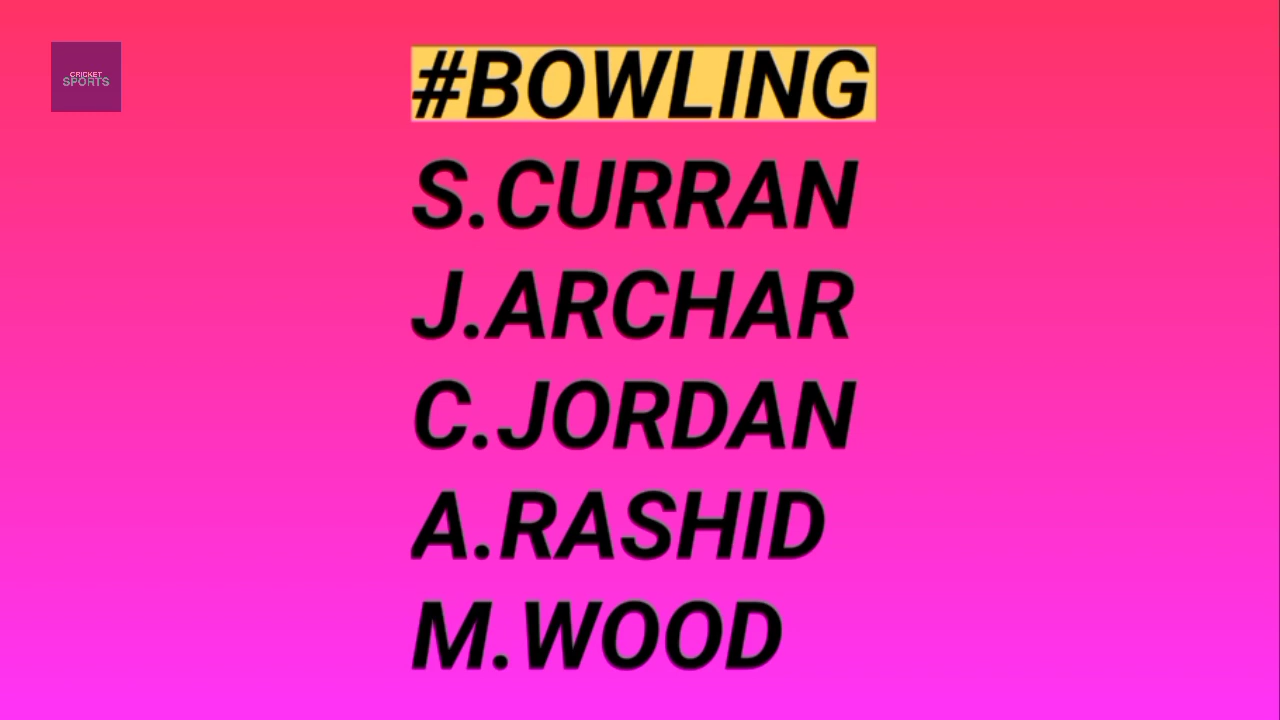 CRICKET
SPORTS
#BOWLING
S.CURRAN
J.ARCHAR
C.JORDAN
A.RASHID
M.WOOD